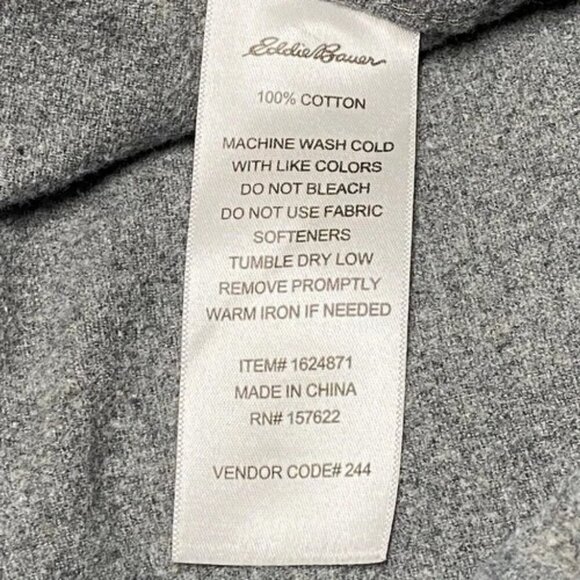 Eddie Bauer
100% COTTON
MACHINE WASH COLD
WITH LIKE COLORS
DO NOT BLEACH
DO NOT USE FABRIC
SOFTENERS
TUMBLE DRY LOW
REMOVE PROMPTLY
WARM IRON IF NEEDED
ITEM# 1624871
MADE IN CHINA
RN# 157622
VENDOR CODE# 244